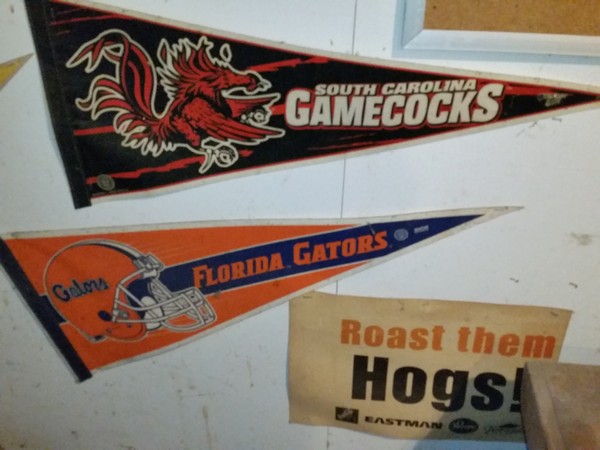 SOUTH CAROLINA
GAMECOCKS
Gators
FLORIDA GATORS
Roast them
Hogs!
EASTMAN